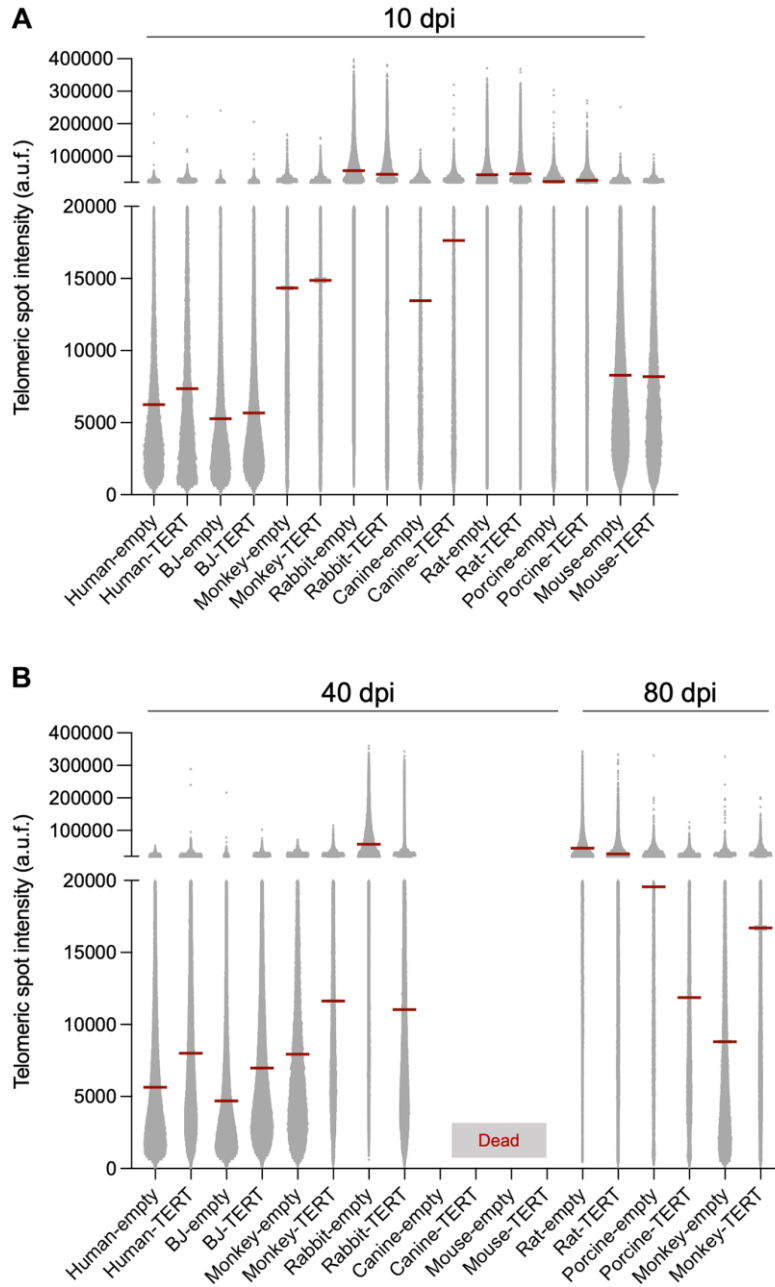 A
10 dpi
Telomeric spot intensity (a.u.f.)
400000
300000
200000
100000
20000
15000
10000
5000
0
Human-empty
Human-TERT
BJ-empty
BJ-TERT
Monkey-empty
Monkey-TERT
Rabbit-empty
Rabbit-TERT
Canine-empty
Canine-TERT
Rat-empty
Rat-TERT
Porcine-empty
Porcine-TERT
Mouse-empty
Mouse-TERT
B
40 dpi
80 dpi
Telomeric spot intensity (a.u.f.)
400000
300000
200000
100000
20000
15000
10000
5000
0
Dead
Human-empty
Human-TERT
BJ-empty
BJ-TERT
Monkey-empty
Monkey-TERT
Rabbit-empty
Rabbit-TERT
Canine-empty
Canine-TERT
Mouse-empty
Mouse-TERT
Rat-empty
Rat-TERT
Porcine-empty
Porcine-TERT
Monkey-empty
Monkey-TERT